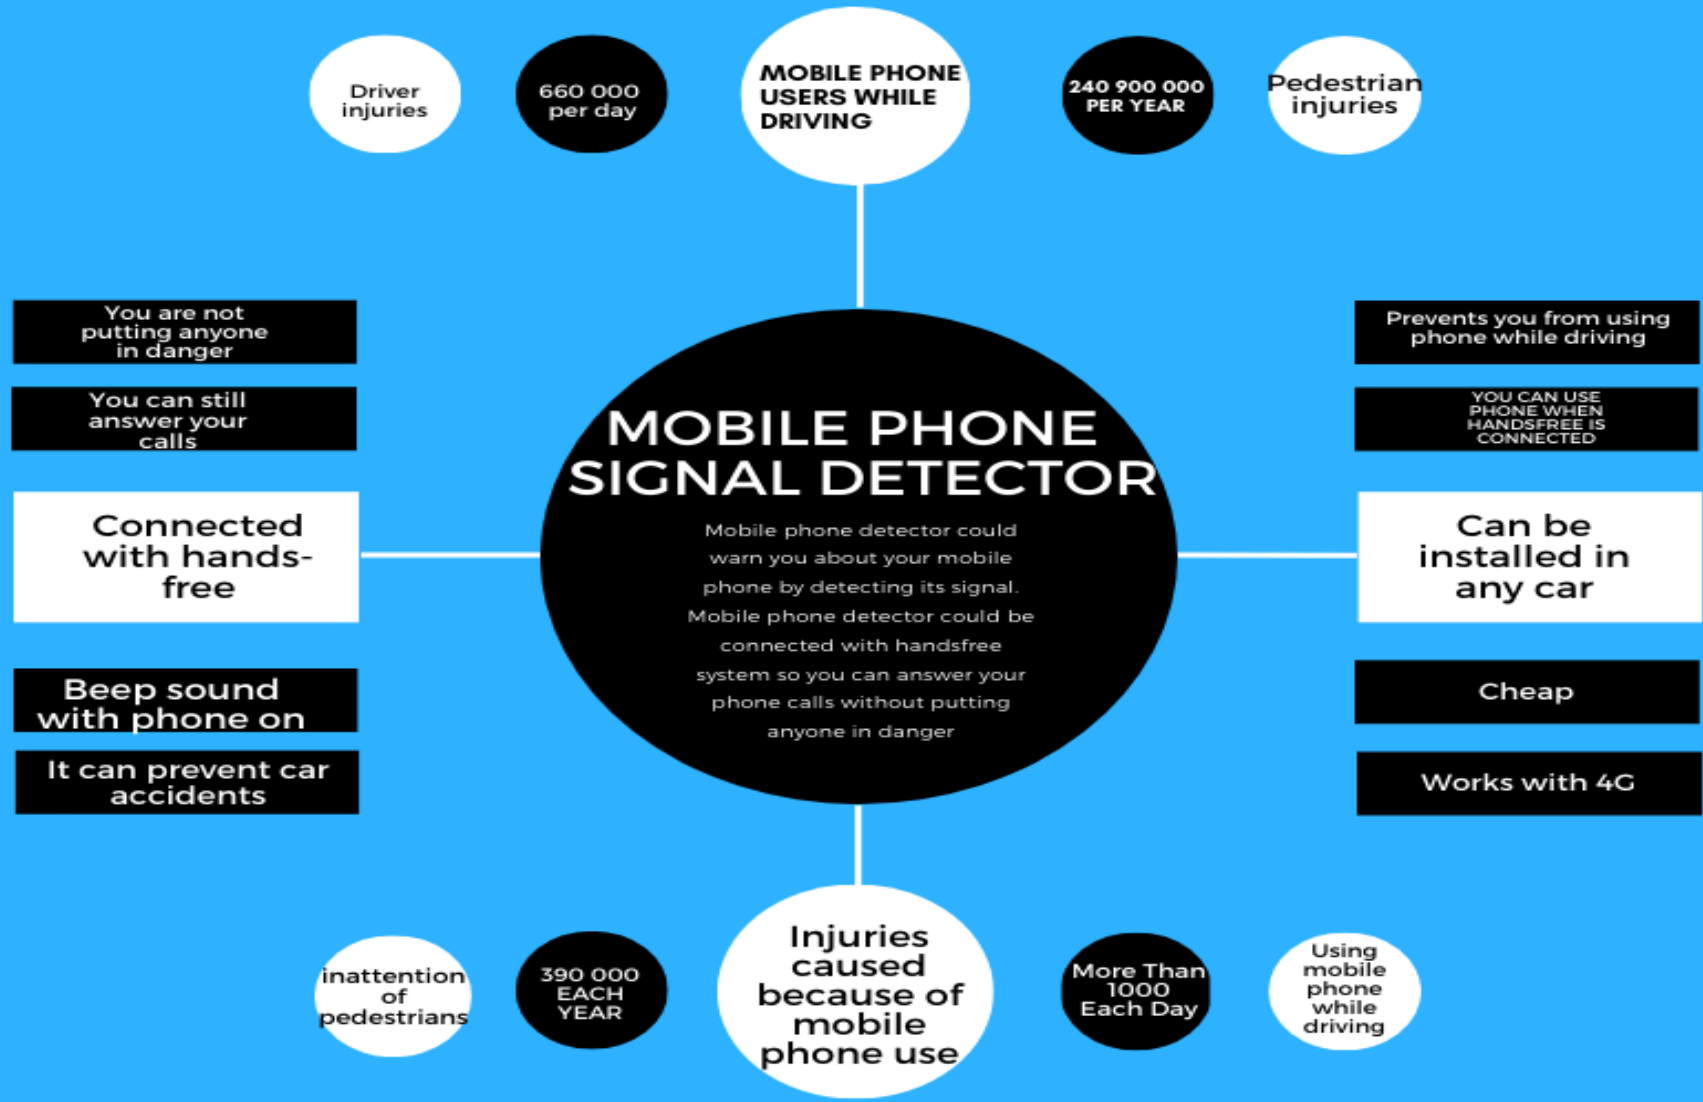 Driver
injuries
660 000
per day
MOBILE PHONE
USERS WHILE
DRIVING
240 900 000
PER YEAR
Pedestrian
injuries
You are not
putting anyone
in danger
You can still
answer your
calls
Connected
with hands-
free
Beep sound
with phone on
It can prevent car
accidents
MOBILE PHONE
SIGNAL DETECTOR
Mobile phone detector could
warn you about your mobile
phone by detecting its signal.
Mobile phone detector could be
connected with handsfree
system so you can answer your
phone calls without putting
anyone in danger
Prevents you from using
phone while driving
YOU CAN USE
PHONE WHEN
HANDSFREE IS
CONNECTED
Can be
installed in
any car
Cheap
Works with 4G
inattention
of
pedestrians
390 000
EACH
YEAR
Injuries
caused
because of
mobile
phone use
More Than
1000
Each Day
Using
mobile
phone
while
driving